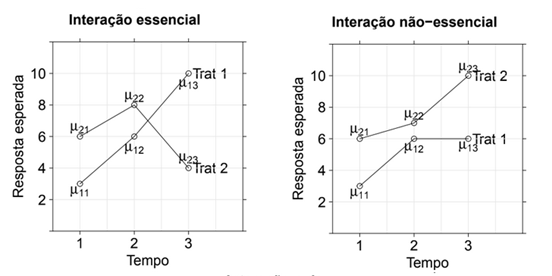 Interação essencial
Resposta esperada
10
8
6
4
2
μ21
μ22
μ11
μ12
μ13
μ23
Trat 1
Trat 2
1 2 3
Tempo
Interação não−essencial
Resposta esperada
10
8
6
4
2
μ21
μ22
μ23
μ11
μ12
μ13
Trat 2
Trat 1
1 2 3
Tempo